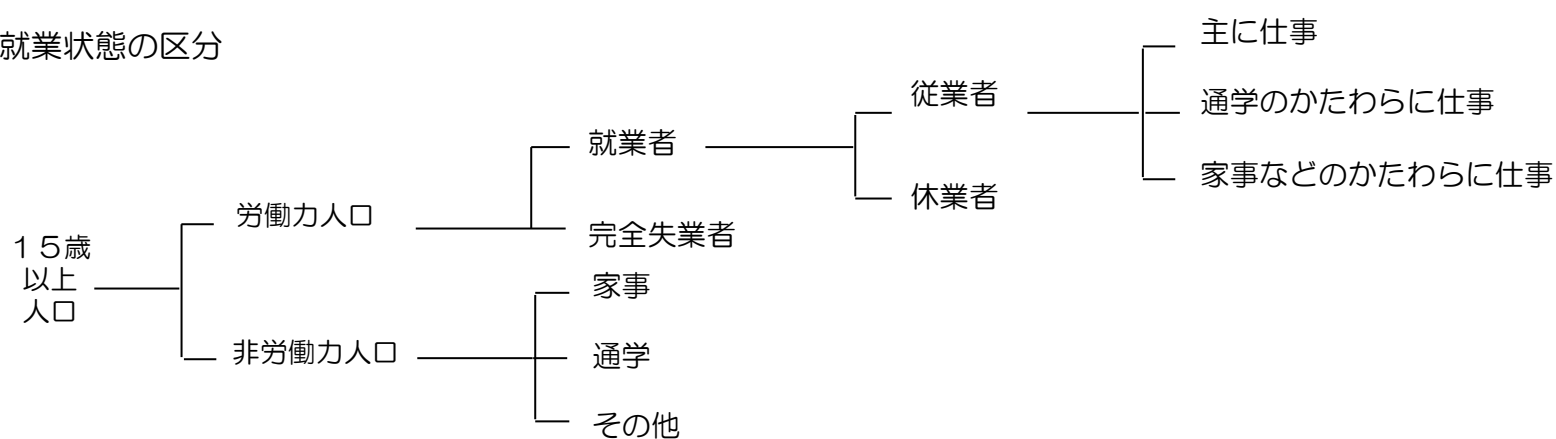 就業状態の区分
主に仕事
従業者
通学のかたわらに仕事
就業者
家事などのかたわらに仕事
休業者
労働力人口
完全失業者
１５歳
以上
人口
家事
非労働力人口
通学
その他